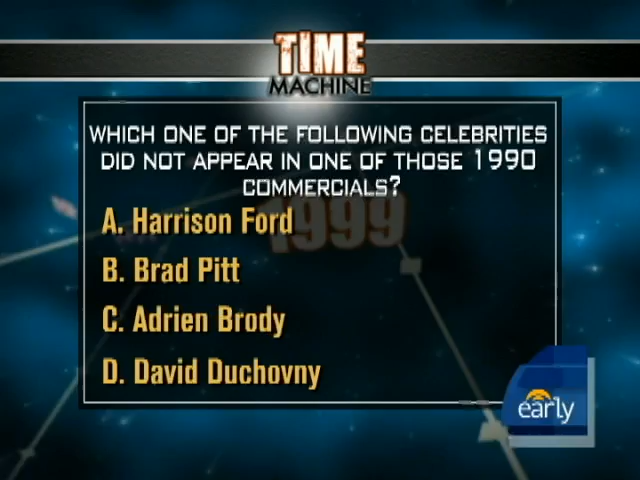 TIME
MACHINE
WHICH ONE OF THE FOLLOWING CELEBRITIES
DID NOT APPEAR IN ONE OF THOSE 1990
COMMERCIALS?
1999
A. Harrison Ford
B. Brad Pitt
C. Adrien Brody
D. David Duchovny
early